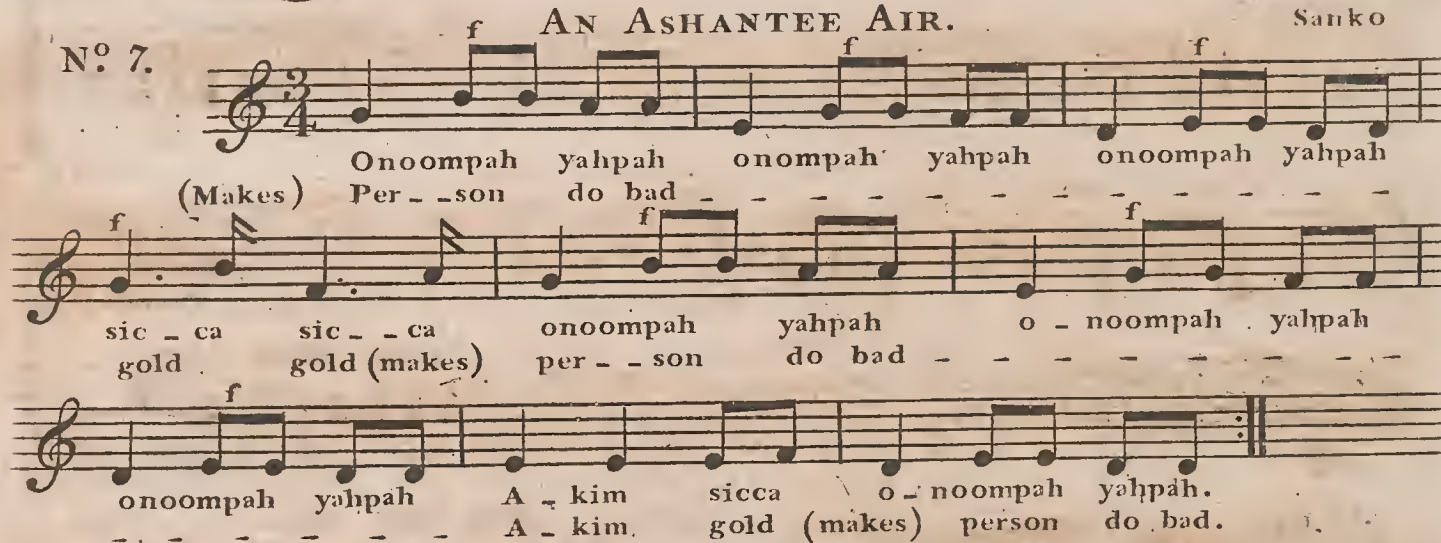 AN ASHANTEE AIR.
Sanko
Nº. 7.
f f f
3
4
Onoompah yahpah onompah yahpah onoompah yahpah
(Makes) Per - - son do bad - - - - - - - - - -
f f f
sic - ca sic - - ca onoompah yahpah o - noompah yahpah
gold gold (makes) per - - son do bad - - - - - - - -
f
onoompah yahpah A - kim sicca o - noompah yahpah.
- - - - - - A - kim. gold (makes) person do bad.